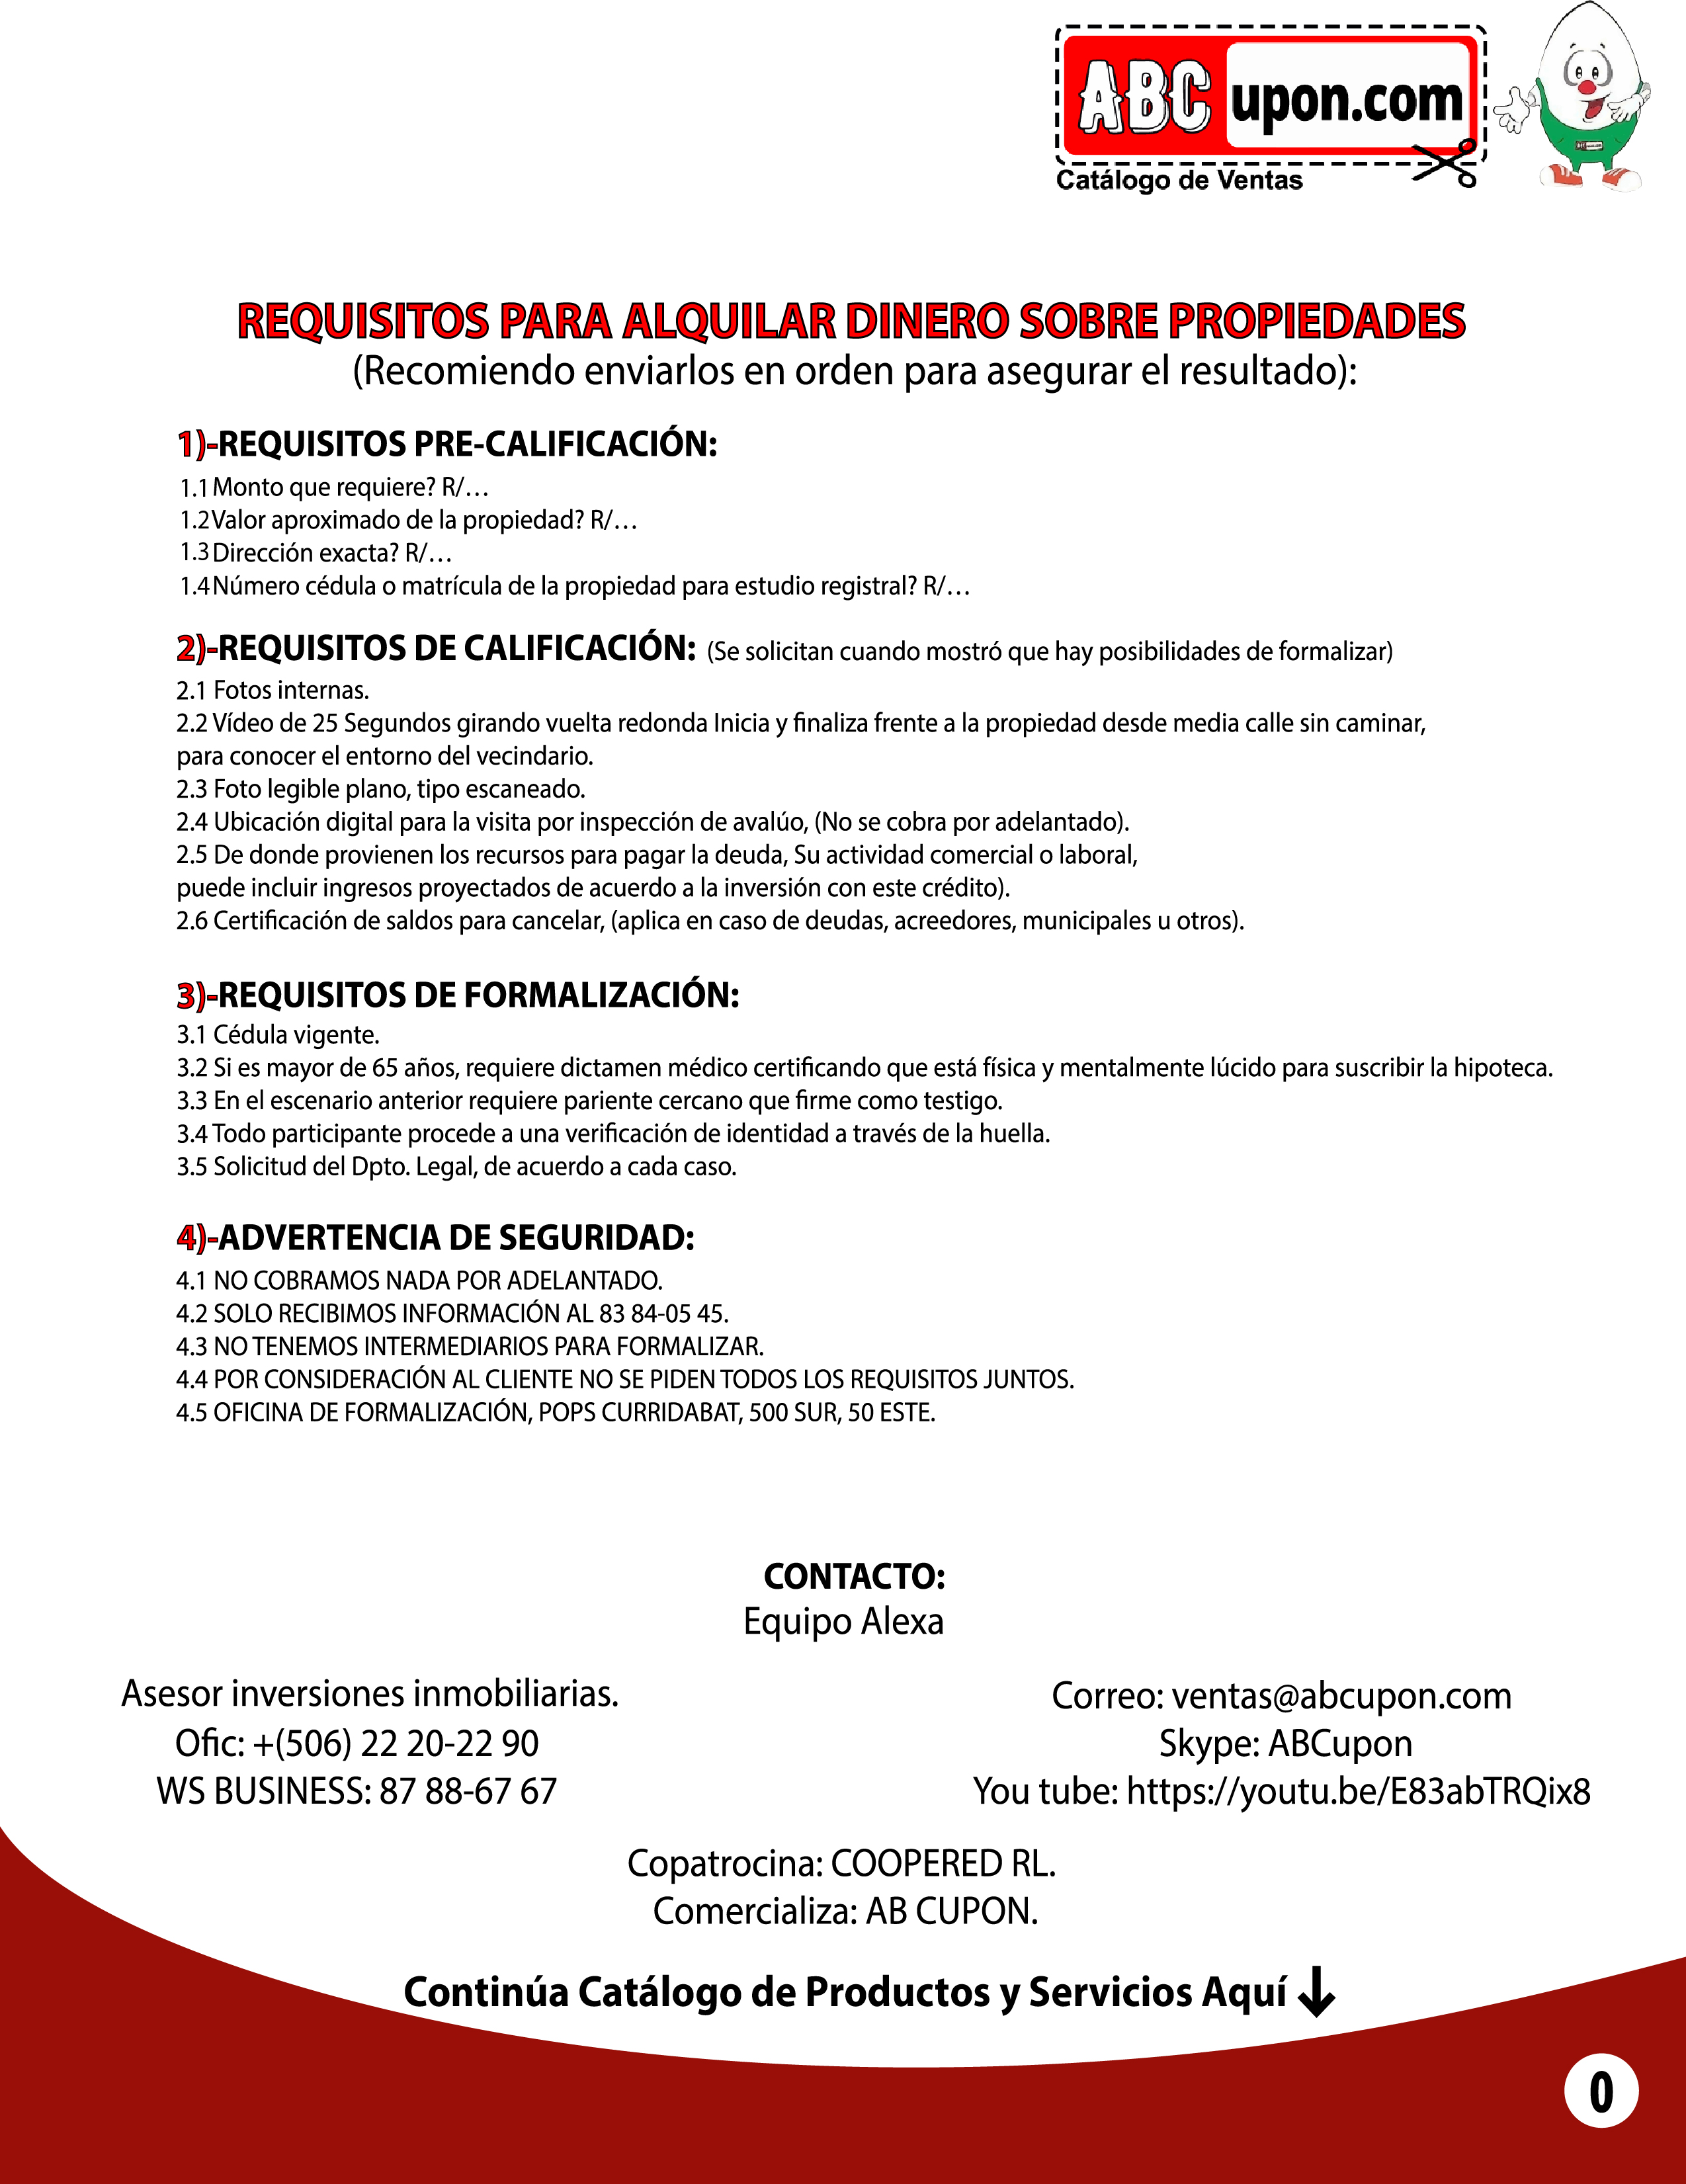 ABCupon.com
Catálogo de Ventas
REQUISITOS PARA ALQUILAR DINERO SOBRE PROPIEDADES
(Recomiendo enviarlos en orden para asegurar el resultado):
1)-REQUISITOS PRE-CALIFICACIÓN:
1.1 Monto que requiere? R/…
1.2 Valor aproximado de la propiedad? R/…
1.3 Dirección exacta? R/…
1.4 Número cédula o matrícula de la propiedad para estudio registral? R/…
2)-REQUISITOS DE CALIFICACIÓN: (Se solicitan cuando mostró que hay posibilidades de formalizar)
2.1 Fotos internas.
2.2 Vídeo de 25 Segundos girando vuelta redonda Inicia y finaliza frente a la propiedad desde media calle sin caminar,
para conocer el entorno del vecindario.
2.3 Foto legible plano, tipo escaneado.
2.4 Ubicación digital para la visita por inspección de avalúo, (No se cobra por adelantado).
2.5 De donde provienen los recursos para pagar la deuda, Su actividad comercial o laboral,
puede incluir ingresos proyectados de acuerdo a la inversión con este crédito).
2.6 Certificación de saldos para cancelar, (aplica en caso de deudas, acreedores, municipales u otros).
3)-REQUISITOS DE FORMALIZACIÓN:
3.1 Cédula vigente.
3.2 Si es mayor de 65 años, requiere dictamen médico certificando que está física y mentalmente lúcido para suscribir la hipoteca.
3.3 En el escenario anterior requiere pariente cercano que firme como testigo.
3.4 Todo participante procede a una verificación de identidad a través de la huella.
3.5 Solicitud del Dpto. Legal, de acuerdo a cada caso.
4)-ADVERTENCIA DE SEGURIDAD:
4.1 NO COBRAMOS NADA POR ADELANTADO.
4.2 SOLO RECIBIMOS INFORMACIÓN AL 83 84-05 45.
4.3 NO TENEMOS INTERMEDIARIOS PARA FORMALIZAR.
4.4 POR CONSIDERACIÓN AL CLIENTE NO SE PIDEN TODOS LOS REQUISITOS JUNTOS.
4.5 OFICINA DE FORMALIZACIÓN, POPS CURRIDABAT, 500 SUR, 50 ESTE.
CONTACTO:
Equipo Alexa
Asesor inversiones inmobiliarias.
Ofic: +(506) 22 20-22 90
WS BUSINESS: 87 88-67 67
Correo: ventas@abcupon.com
Skype: ABCupon
You tube: https://youtu.be/E83abTRQix8
Copatrocina: COOPERED RL.
Comercializa: AB CUPON.
Continúa Catálogo de Productos y Servicios Aquí
0